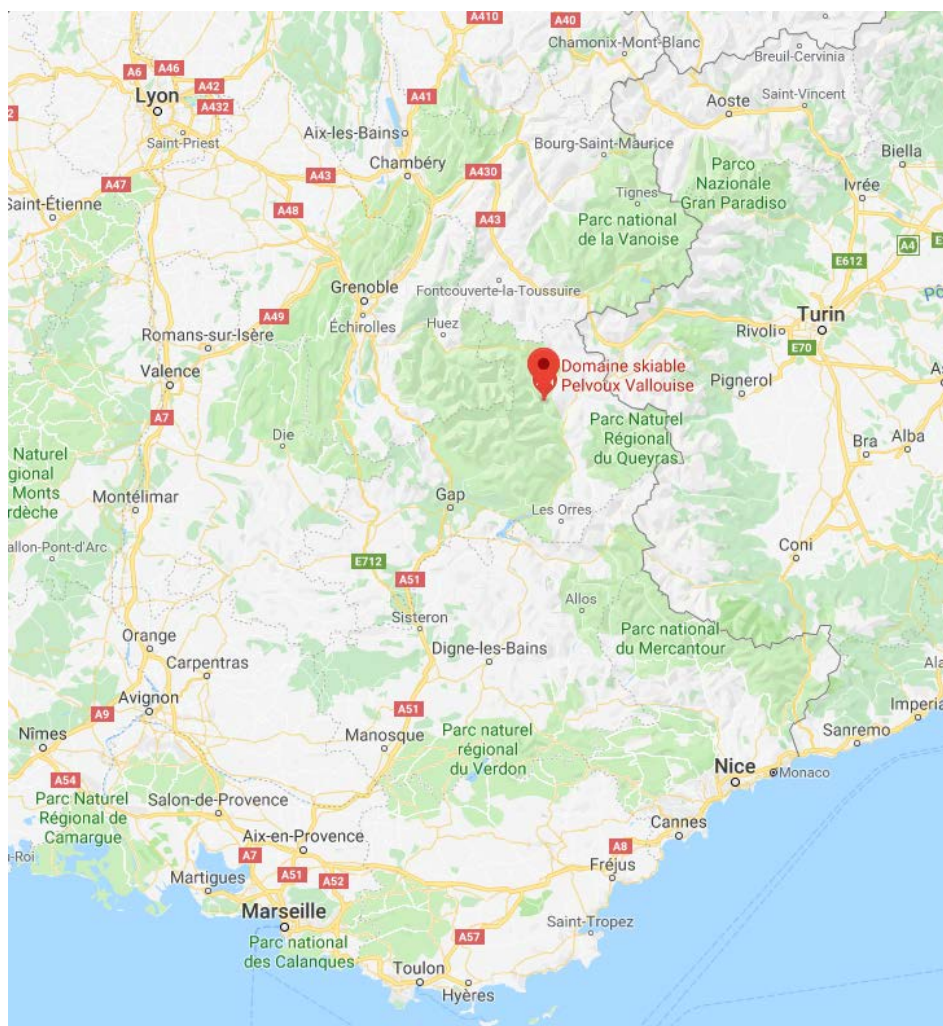 A410
A40
Chamonix-Mont-Blanc
Breuil-Cervinia
A6
A46
A42
A41
Lyon
A432
Aoste
Saint-Vincent
Saint-Priest
Aix-les-Bains
Bourg-Saint-Maurice
Biella
Chambéry
A430
Parco
Nazionale
Gran Paradiso
A43
A47
Ivrée
Tignes
Saint-Étienne
A48
A43
Parc national
de la Vanoise
A4
E612
Grenoble
Fontcouverte-la-Toussuire
A49
Échirolles
Huez
Turin
Romans-sur-Isère
Rivoli
E70
Valence
Domaine skiable
Pelvoux Vallouise
Pignerol
A7
Parc Naturel
Régional
du Queyras
Die
Bra
Alba
Naturel
gional
Monts
rdèche
Montélimar
Gap
Les Orres
allon-Pont-d'Arc
E712
Coni
A51
Allos
Sisteron
Parc national
du Mercantour
Orange
Digne-les-Bains
Carpentras
Avignon
A9
A51
Imperia
Nîmes
Manosque
Parc naturel
régional
du Verdon
Sanremo
A54
Nice
Monaco
Parc Naturel
Régional de
Camargue
Salon-de-Provence
Cannes
Aix-en-Provence
A8
A7
Fréjus
Martigues
A51
A52
Marseille
Saint-Tropez
A57
Parc national
des Calanques
Toulon
Hyères